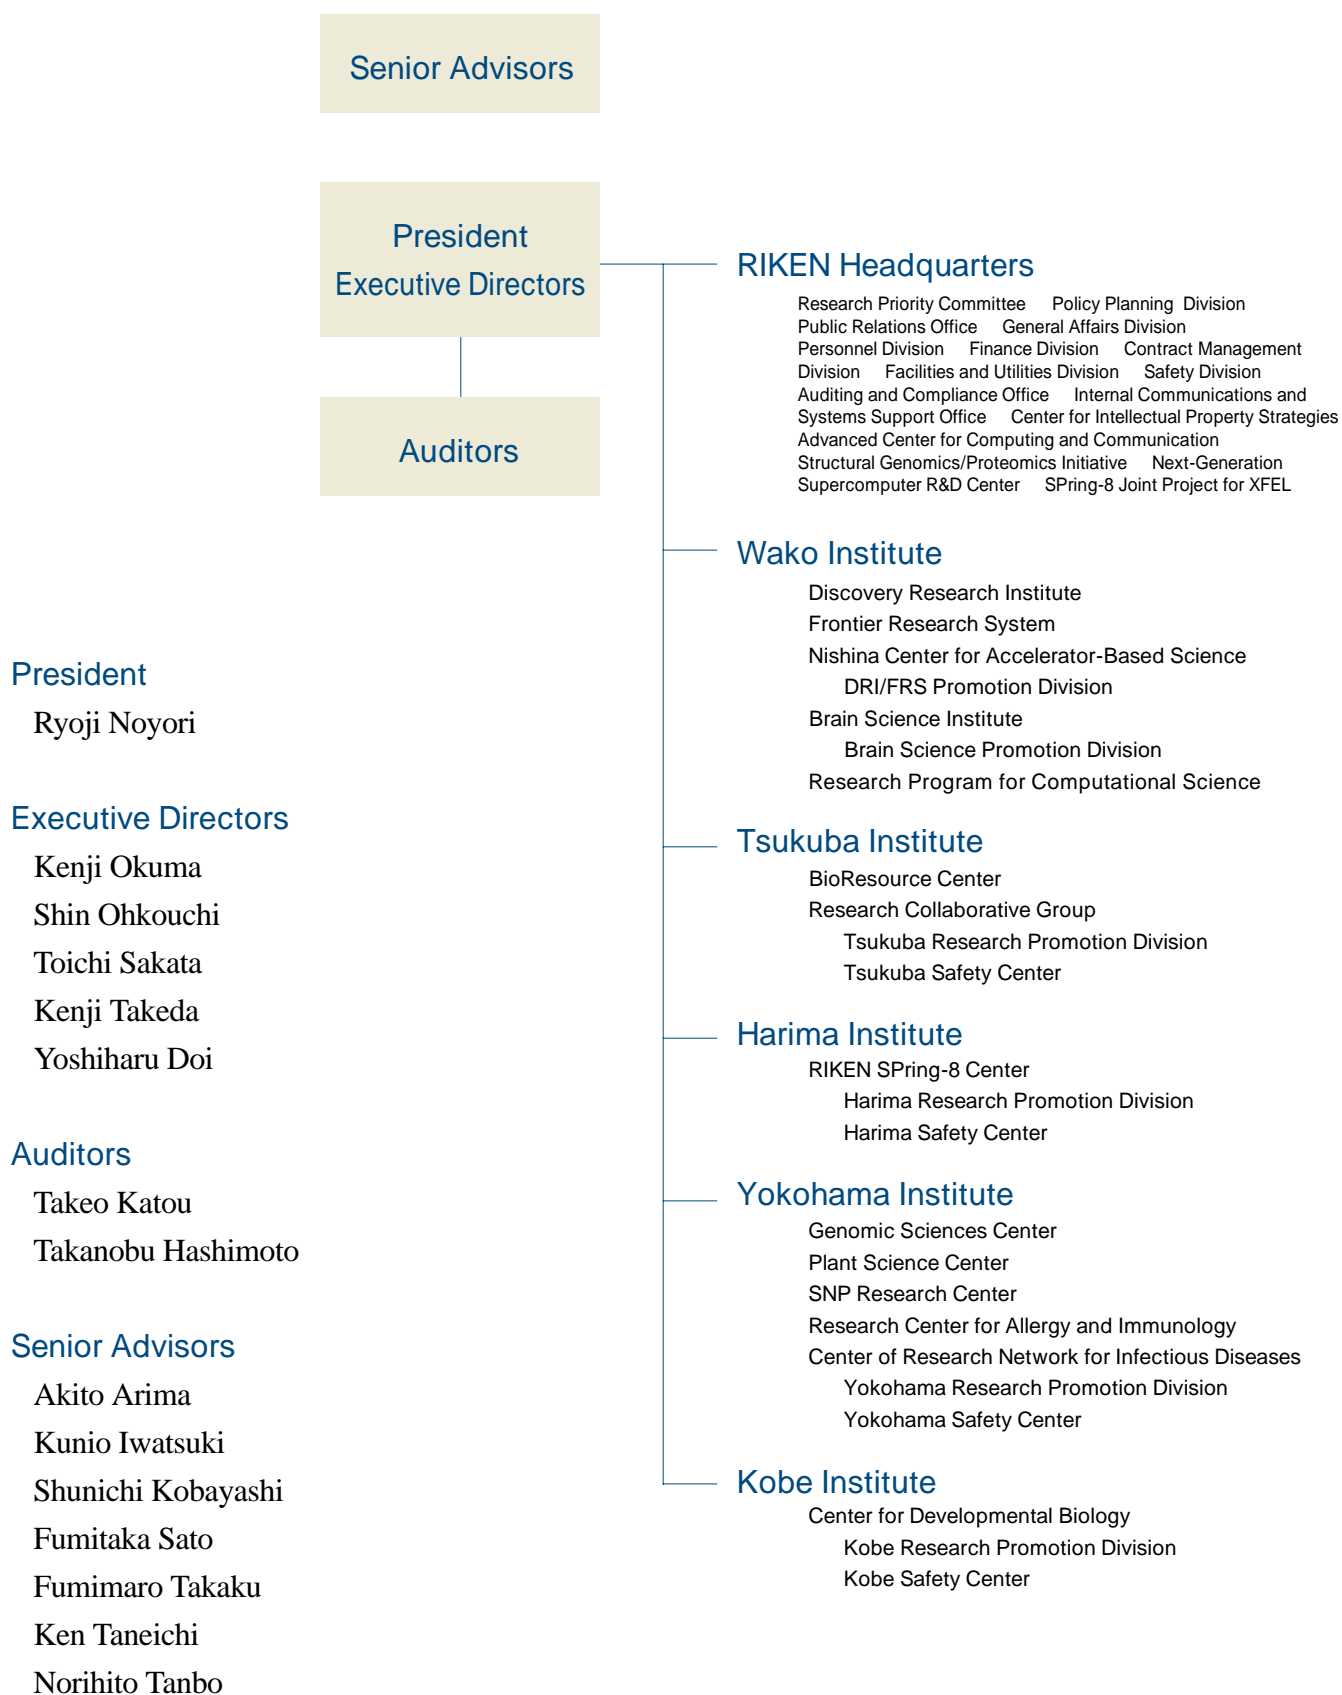 Senior Advisors
President
Executive Directors
Auditors
RIKEN Headquarters
Research Priority Committee Policy Planning Division
Public Relations Office General Affairs Division
Personnel Division Finance Division Contract Management
Division Facilities and Utilities Division Safety Division
Auditing and Compliance Office Internal Communications and
Systems Support Office Center for Intellectual Property Strategies
Advanced Center for Computing and Communication
Structural Genomics/Proteomics Initiative Next-Generation
Supercomputer R&D Center SPring-8 Joint Project for XFEL
Wako Institute
Discovery Research Institute
Frontier Research System
Nishina Center for Accelerator-Based Science
DRI/FRS Promotion Division
Brain Science Institute
Brain Science Promotion Division
Research Program for Computational Science
Tsukuba Institute
BioResource Center
Research Collaborative Group
Tsukuba Research Promotion Division
Tsukuba Safety Center
Harima Institute
RIKEN SPring-8 Center
Harima Research Promotion Division
Harima Safety Center
Yokohama Institute
Genomic Sciences Center
Plant Science Center
SNP Research Center
Research Center for Allergy and Immunology
Center of Research Network for Infectious Diseases
Yokohama Research Promotion Division
Yokohama Safety Center
Kobe Institute
Center for Developmental Biology
Kobe Research Promotion Division
Kobe Safety Center
President
Ryoji Noyori
Executive Directors
Kenji Okuma
Shin Ohkouchi
Toichi Sakata
Kenji Takeda
Yoshiharu Doi
Auditors
Takeo Katou
Takanobu Hashimoto
Senior Advisors
Akito Arima
Kunio Iwatsuki
Shunichi Kobayashi
Fumitaka Sato
Fumimaro Takaku
Ken Taneichi
Norihito Tanbo